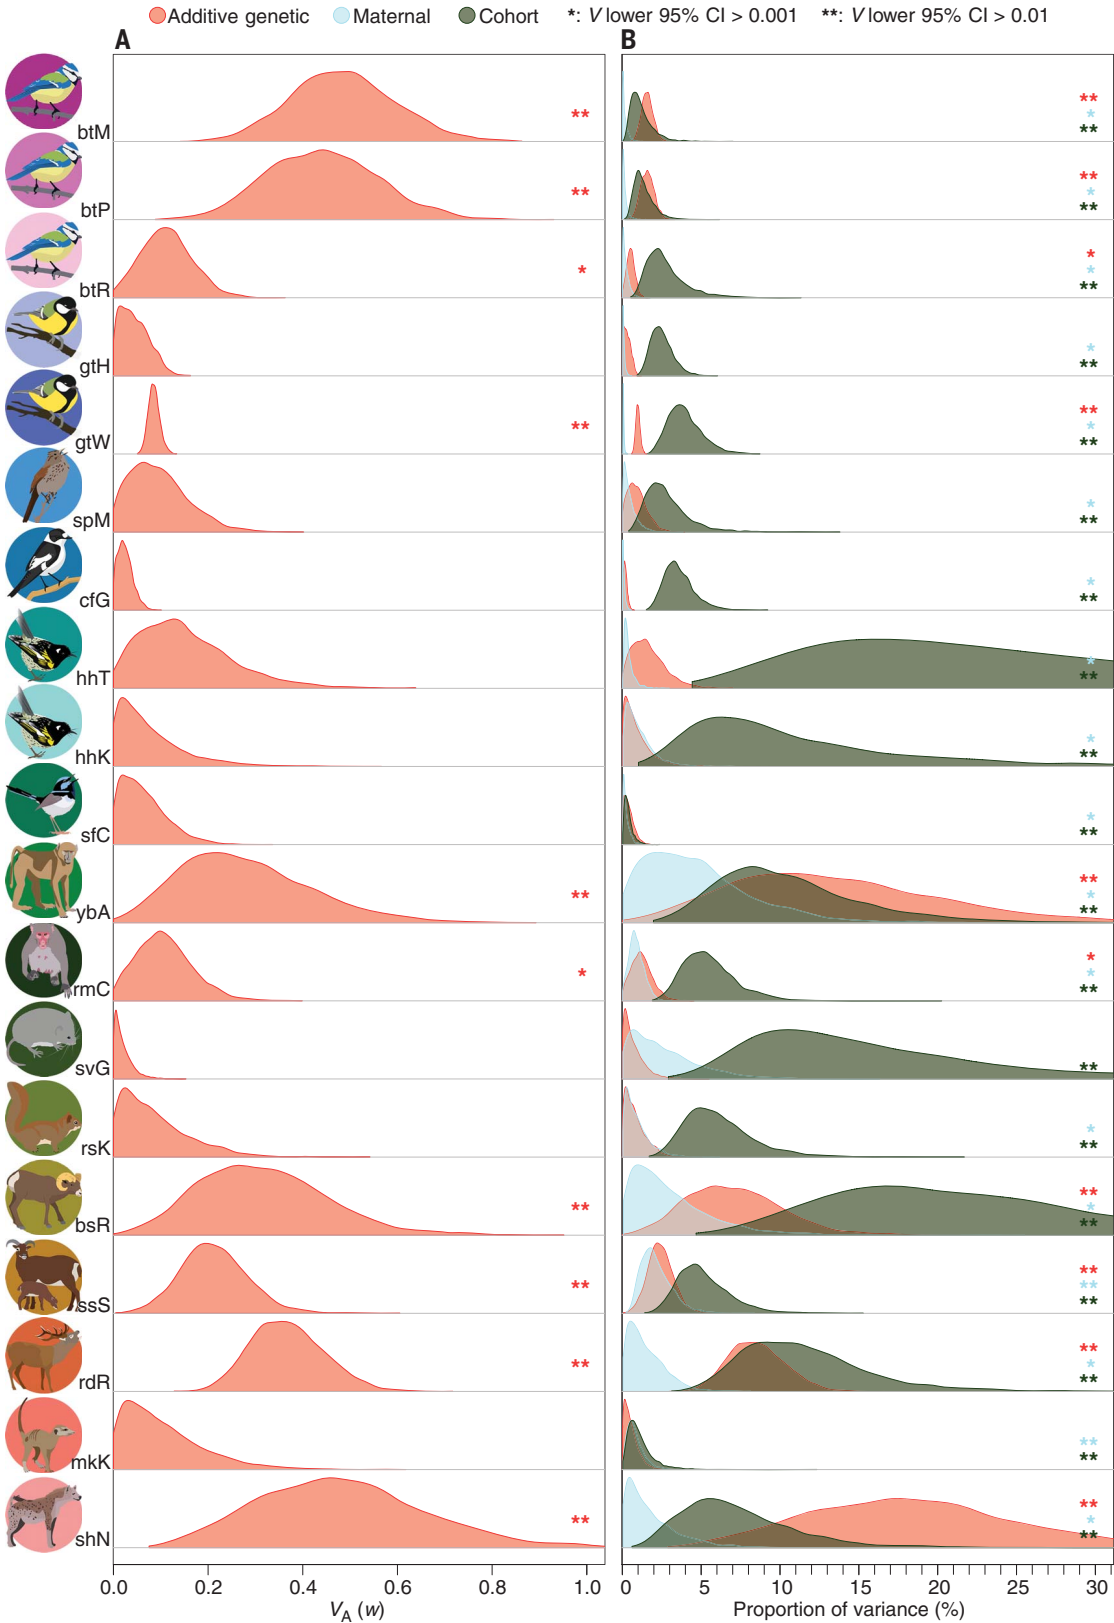 Additive genetic Maternal Cohort *: V lower 95% CI > 0.001 **: V lower 95% CI > 0.01
A B
btM ** ** * **
btP ** ** * **
btR * * * **
gtH * **
gtW ** ** * **
spM * **
cfG * **
hhT * **
hhK * **
sfC * **
ybA ** ** * **
rmC * * * **
svG **
rsK * **
bsR ** ** * **
ssS ** ** ** **
rdR ** ** * **
mkK ** **
shN ** ** * **
0.0 0.2 0.4 0.6 0.8 1.0 0 5 10 15 20 25 30
VA (w) Proportion of variance (%)